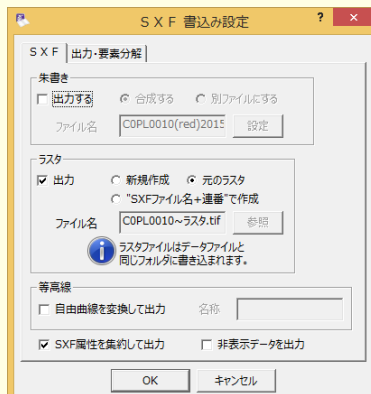 SXF 書込み設定
? ×
SXF 出力・要素分解
朱書き
出力する 合成する 別ファイルにする
ファイル名 C0PL0010(red)2015 設定
ラスタ
出力 新規作成 元のラスタ
"SXFファイル名+連番"で作成
ファイル名 C0PL0010~ラスタ.tif 参照
ラスタファイルはデータファイルと
同じフォルダに書き込まれます。
等高線
自由曲線を変換して出力 名称
SXF属性を集約して出力 非表示データを出力
OK キャンセル